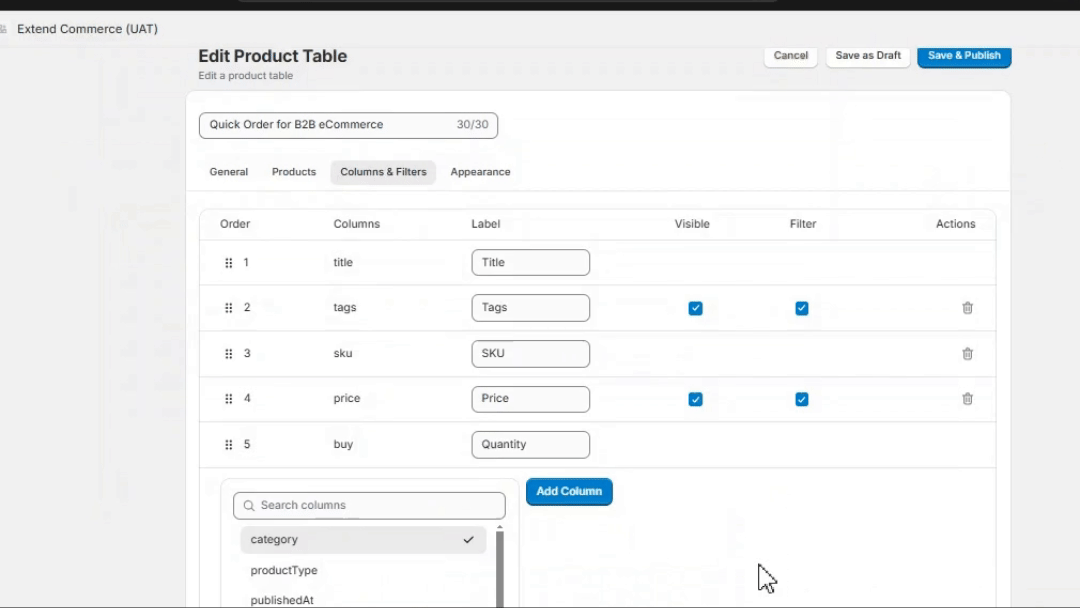 Extend Commerce (UAT)
Edit Product Table
Edit a product table
Cancel Save as Draft Save & Publish
Quick Order for B2B eCommerce 30/30
General Products Columns & Filters Appearance
Order Columns Label Visible Filter Actions
1 title Title
2 tags Tags
3 sku SKU
4 price Price
5 buy Quantity
Search columns Add Column
category
productType
publishedAt